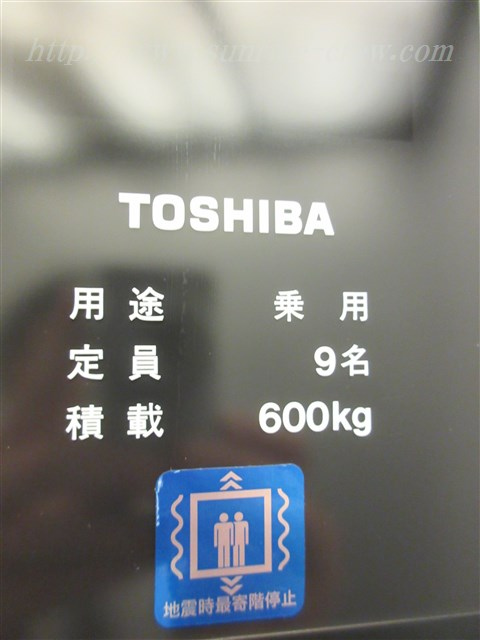 TOSHIBA
用途 乗用
定員 9名
積載 600kg
地震時最寄階停止